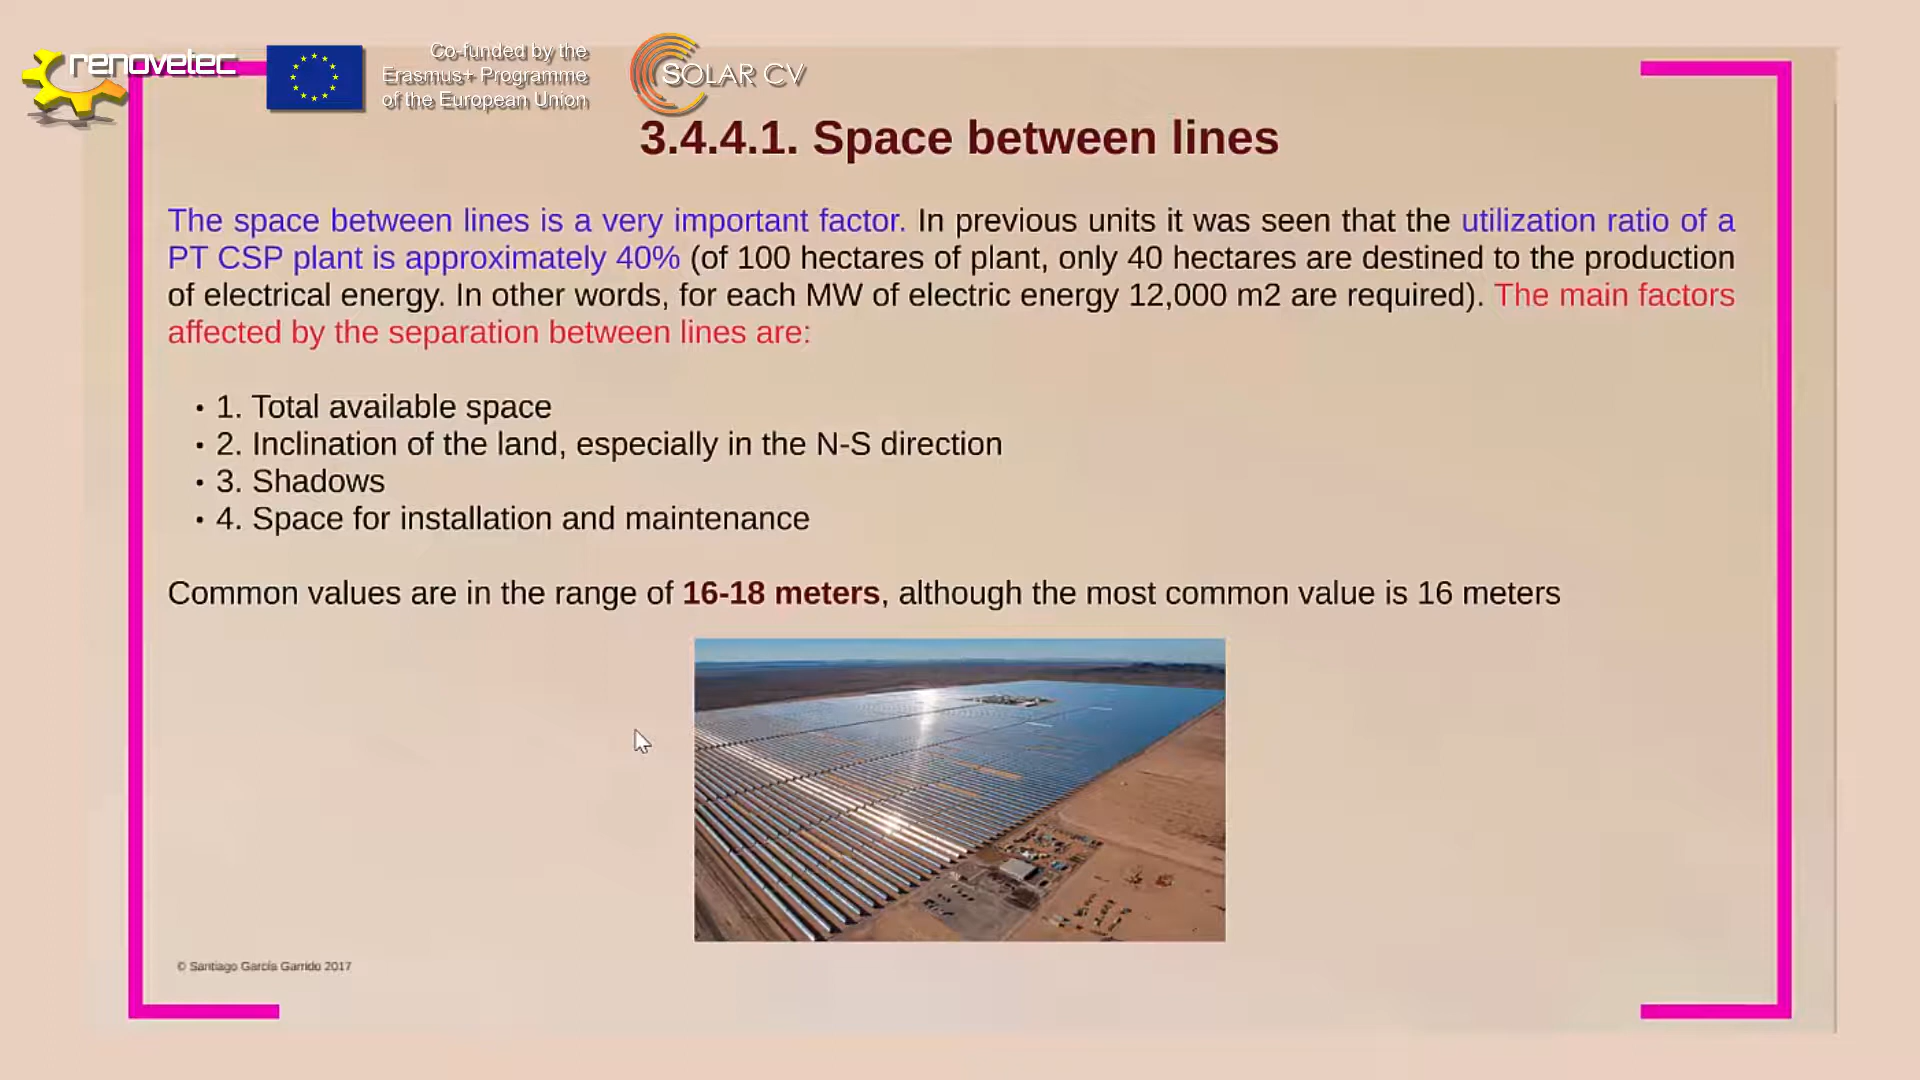 renovetec
Co-funded by the
Erasmus+ Programme
of the European Union
SOLAR CV
3.4.4.1. Space between lines
The space between lines is a very important factor. In previous units it was seen that the utilization ratio of a
PT CSP plant is approximately 40% (of 100 hectares of plant, only 40 hectares are destined to the production
of electrical energy. In other words, for each MW of electric energy 12,000 m2 are required). The main factors
affected by the separation between lines are:
• 1. Total available space
• 2. Inclination of the land, especially in the N-S direction
• 3. Shadows
• 4. Space for installation and maintenance
Common values are in the range of 16-18 meters, although the most common value is 16 meters
© Santiago García Garrido 2017